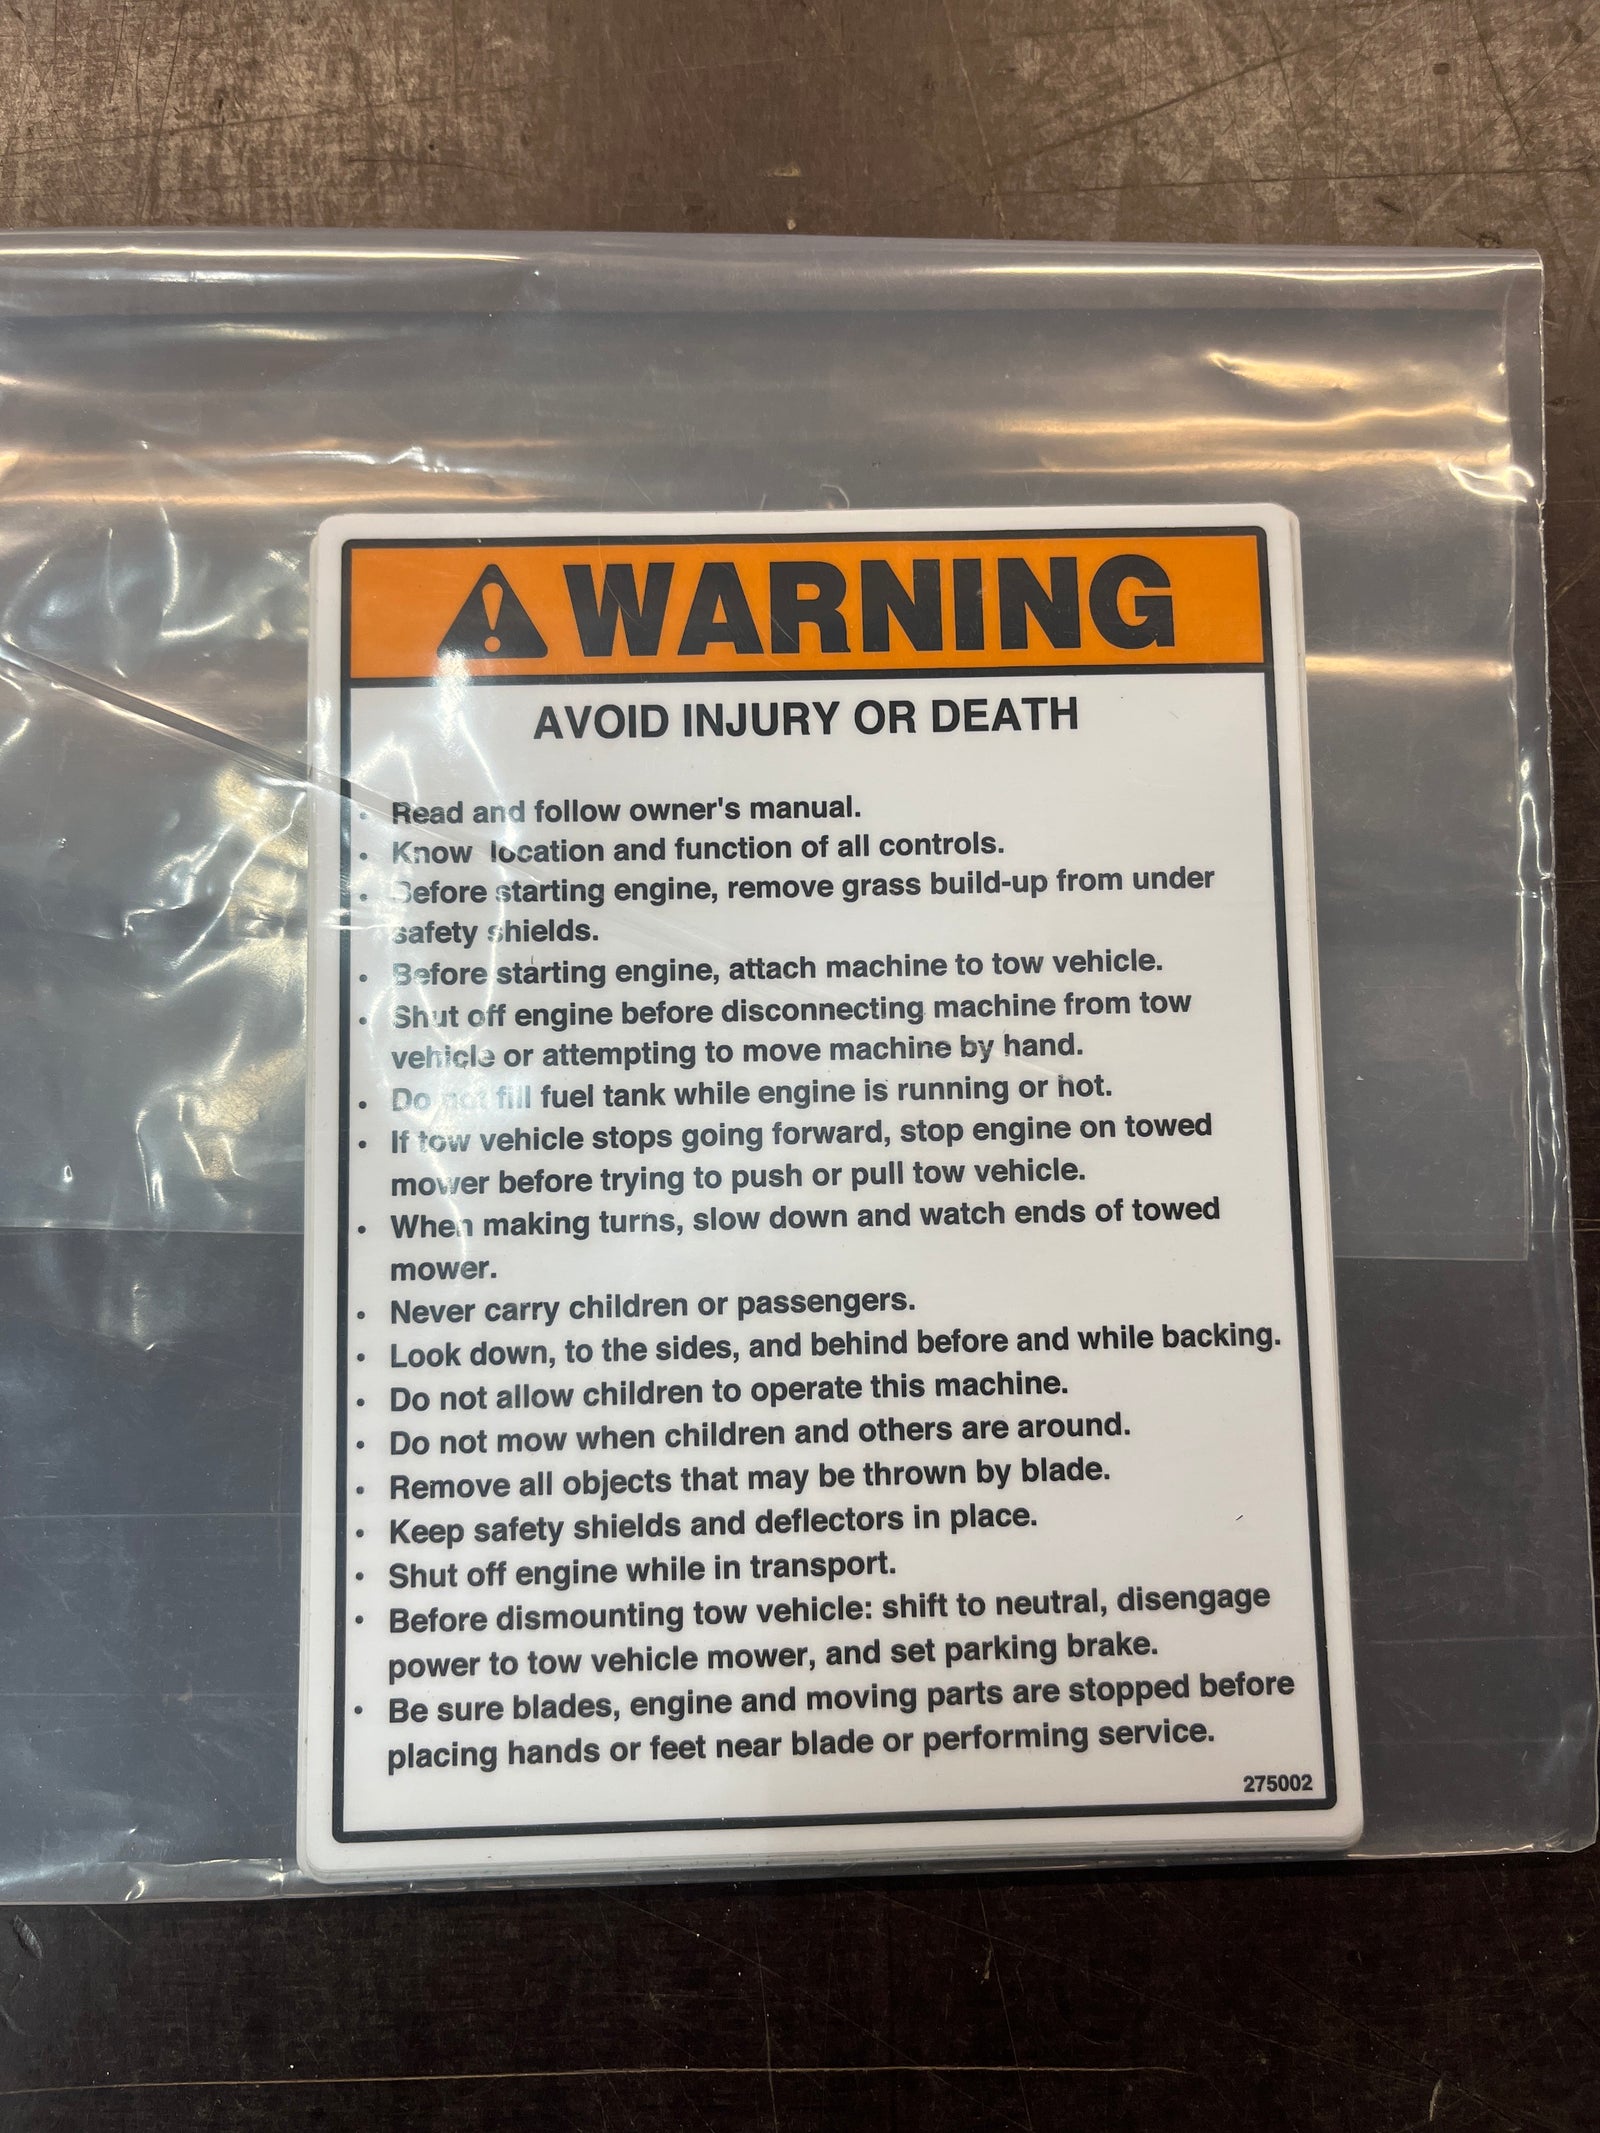 WARNING
AVOID INJURY OR DEATH
• Read and follow owner's manual.
• Know location and function of all controls.
• Before starting engine, remove grass build-up from under
safety shields.
• Before starting engine, attach machine to tow vehicle.
• Shut off engine before disconnecting machine from tow
vehicle or attempting to move machine by hand.
• Do not fill fuel tank while engine is running or hot.
• If tow vehicle stops going forward, stop engine on towed
mower before trying to push or pull tow vehicle.
• When making turns, slow down and watch ends of towed
mower.
• Never carry children or passengers.
• Look down, to the sides, and behind before and while backing.
• Do not allow children to operate this machine.
• Do not mow when children and others are around.
• Remove all objects that may be thrown by blade.
• Keep safety shields and deflectors in place.
• Shut off engine while in transport.
• Before dismounting tow vehicle: shift to neutral, disengage
power to tow vehicle mower, and set parking brake.
• Be sure blades, engine and moving parts are stopped before
placing hands or feet near blade or performing service.
275002